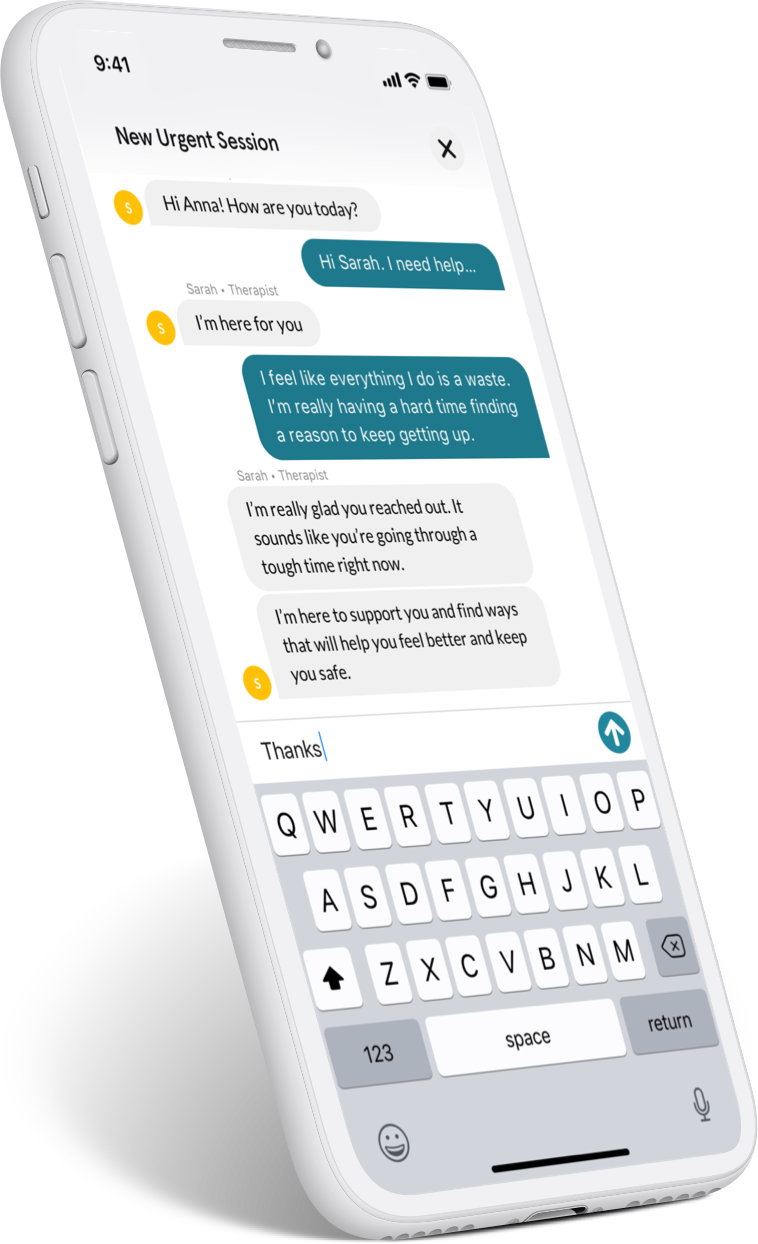 9:41
New Urgent Session
S
Hi Anna! How are you today?
Hi Sarah. I need help...
Sarah • Therapist
S
I'm here for you
I feel like everything I do is a waste.
I'm really having a hard time finding
a reason to keep getting up.
Sarah • Therapist
I'm really glad you reached out. It
sounds like you're going through a
tough time right now.
I'm here to support you and find ways
that will help you feel better and keep
you safe.
S
Thanks
Q W E R T Y U I O P
A S D F G H J K L
Z X C V B N M
123 space return